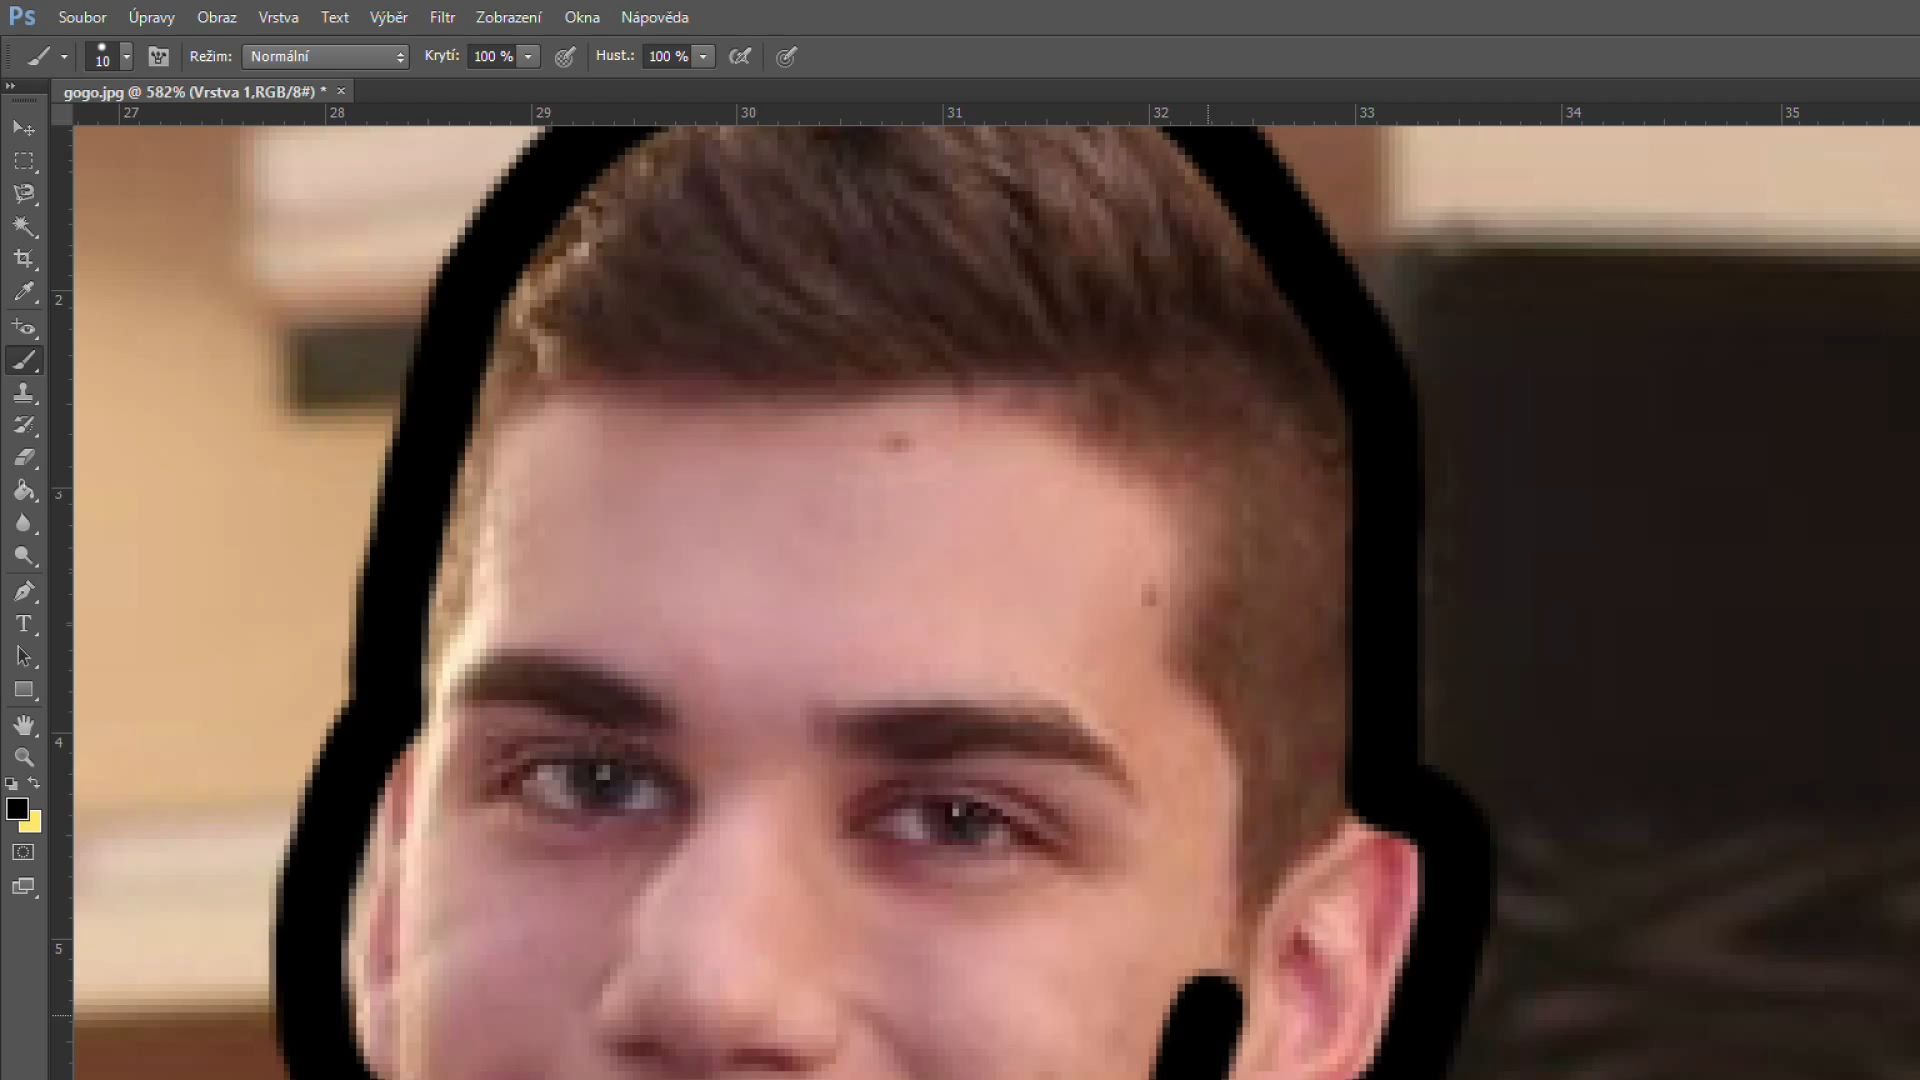 Ps Soubor Úpravy Obraz Vrstva Text Výběr Filtr Zobrazení Okna Nápověda
10 Režim: Normální Krytí: 100 % Hust.: 100 %
gogo.jpg @ 582% (Vrstva 1,RGB/8#) * ×
27 28 29 30 31 32 33 34 35
2
3
4
5
T